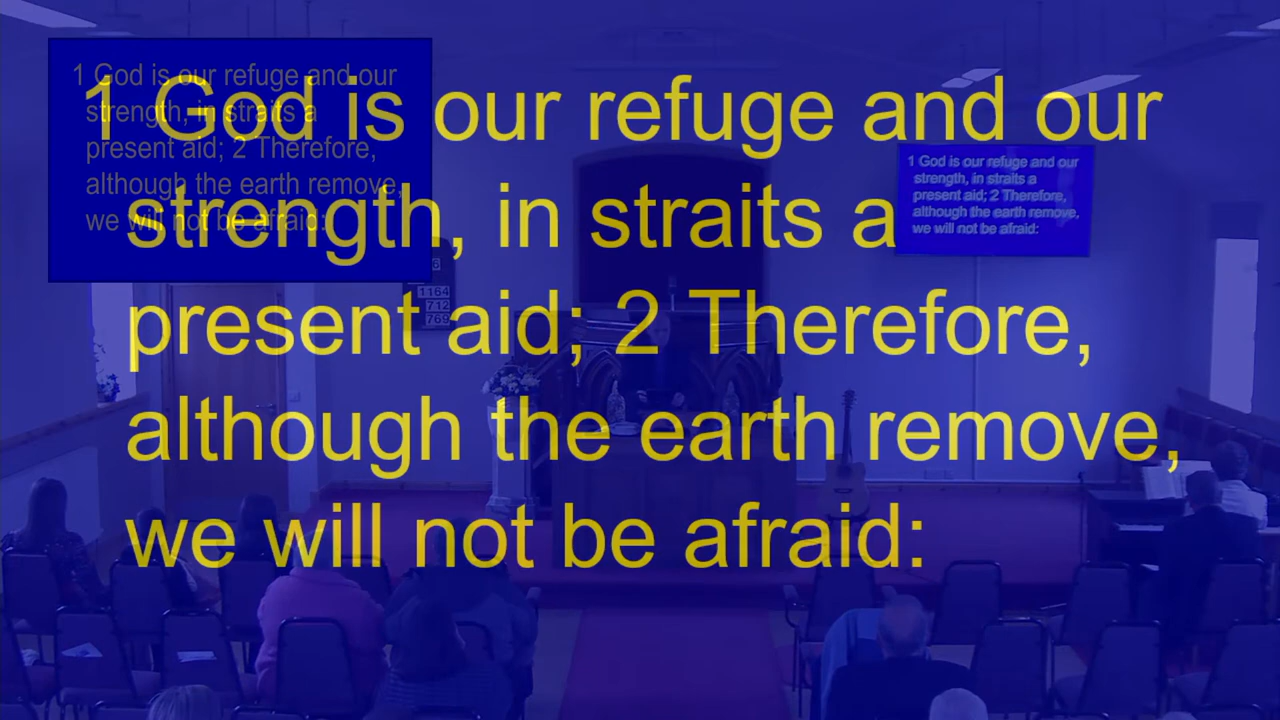 1 God is our refuge and our
strength, in straits a
present aid; 2 Therefore,
although the earth remove,
we will not be afraid:
1 God is our refuge and our
strength, in straits a
present aid; 2 Therefore,
although the earth remove,
we will not be afraid:
1 God is our refuge and our
strength, in straits a
present aid; 2 Therefore,
although the earth remove,
we will not be afraid:
6
1164
712
769